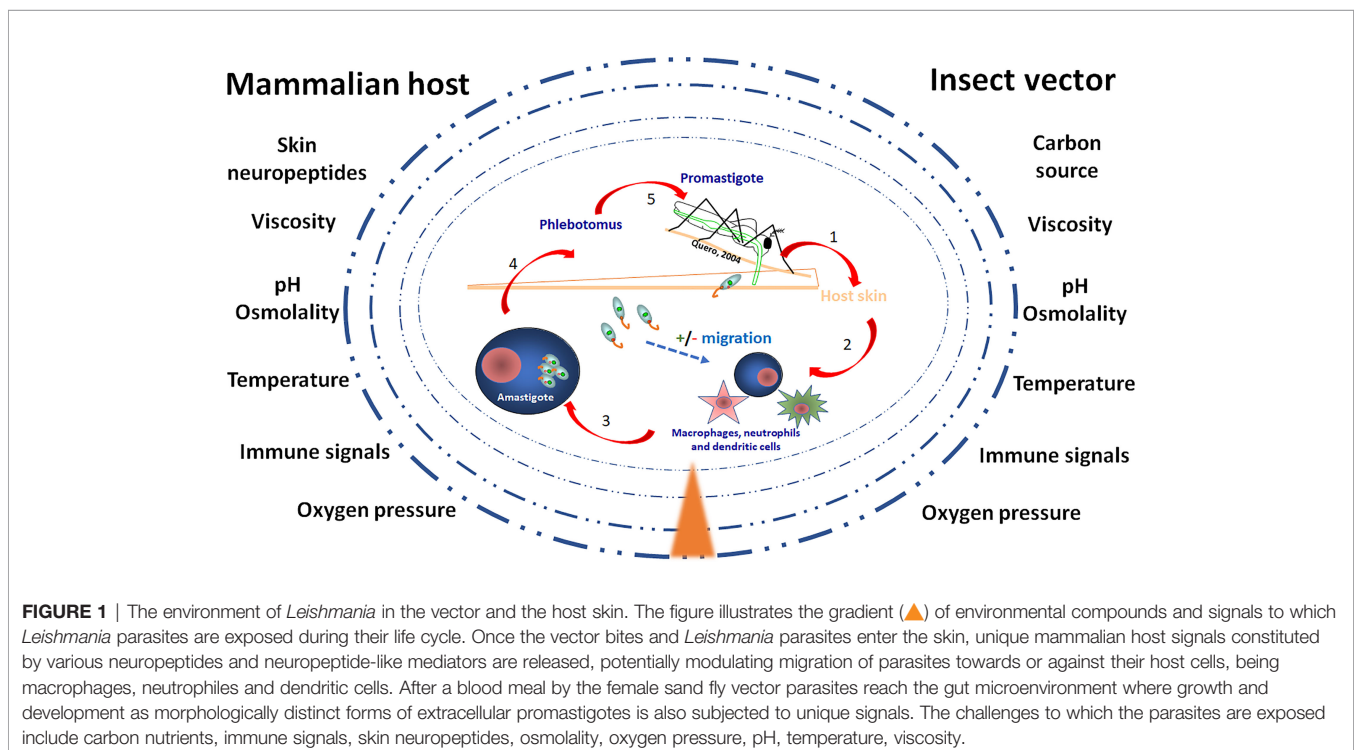 Mammalian host
Insect vector
Skin
neuropeptides
Viscosity
pH
Osmolality
Temperature
Immune signals
Oxygen pressure
Carbon
source
Viscosity
pH
Osmolality
Temperature
Immune signals
Oxygen pressure
Promastigote
5
Phlebotomus
Quero, 2004
1
4
Host skin
+/- migration
2
Amastigote
3
Macrophages, neutrophils
and dendritic cells
FIGURE 1 | The environment of Leishmania in the vector and the host skin. The figure illustrates the gradient (▲) of environmental compounds and signals to which
Leishmania parasites are exposed during their life cycle. Once the vector bites and Leishmania parasites enter the skin, unique mammalian host signals constituted
by various neuropeptides and neuropeptide-like mediators are released, potentially modulating migration of parasites towards or against their host cells, being
macrophages, neutrophiles and dendritic cells. After a blood meal by the female sand fly vector parasites reach the gut microenvironment where growth and
development as morphologically distinct forms of extracellular promastigotes is also subjected to unique signals. The challenges to which the parasites are exposed
include carbon nutrients, immune signals, skin neuropeptides, osmolality, oxygen pressure, pH, temperature, viscosity.